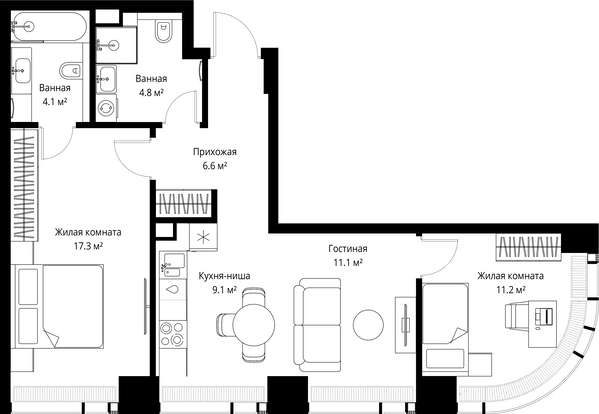 Ванная
4.1 м²
Ванная
4.8 м²
Прихожая
6.6 м²
Жилая комната
17.3 м²
Кухня-ниша
9.1 м²
Гостиная
11.1 м²
Жилая комната
11.2 м²